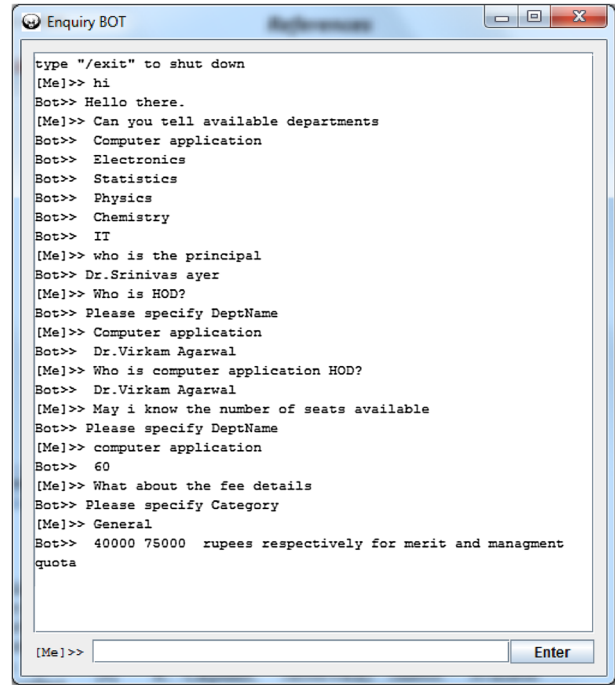 Enquiry BOT
References
type "/exit" to shut down
[Me]>> hi
Bot>> Hello there.
[Me]>> Can you tell available departments
Bot>>  Computer application
Bot>>  Electronics
Bot>>  Statistics
Bot>>  Physics
Bot>>  Chemistry
Bot>>  IT
[Me]>> who is the principal
Bot>> Dr.Srinivas ayer
[Me]>> Who is HOD?
Bot>> Please specify DeptName
[Me]>> Computer application
Bot>>  Dr.Virkam Agarwal
[Me]>> Who is computer application HOD?
Bot>>  Dr.Virkam Agarwal
[Me]>> May i know the number of seats available
Bot>> Please specify DeptName
[Me]>> computer application
Bot>>  60
[Me]>> What about the fee details
Bot>> Please specify Category
[Me]>> General
Bot>>  40000 75000  rupees respectively for merit and managment
quota
[Me]>>
Enter